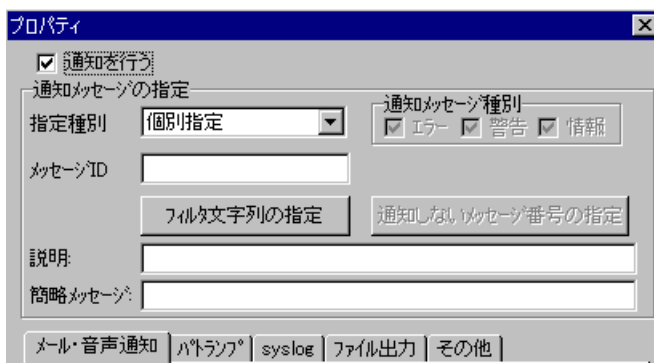 プロパティ
通知を行う
通知メッセージの指定
指定種別 個別指定
通知メッセージ種別
エラー 警告 情報
メッセージID
フィルタ文字列の指定 通知しないメッセージ番号の指定
説明:
簡略メッセージ:
メール・音声通知 パトランプ syslog ファイル出力 その他